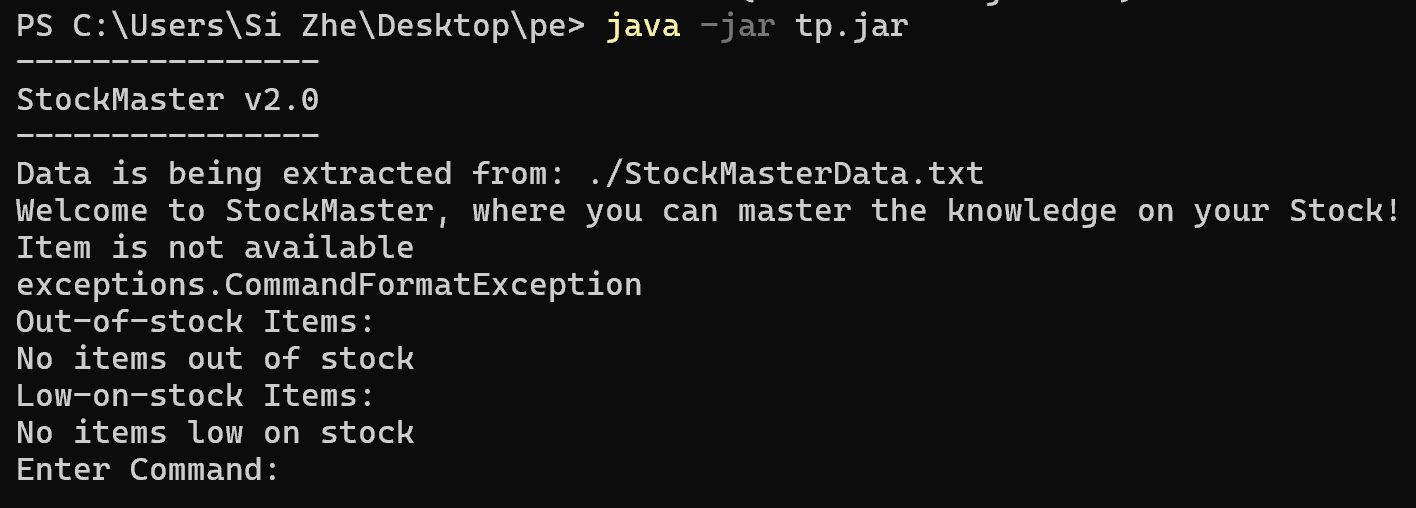 PS C:\Users\Si Zhe\Desktop\pe> java -jar tp.jar
----------------
StockMaster v2.0
----------------
Data is being extracted from: ./StockMasterData.txt
Welcome to StockMaster, where you can master the knowledge on your Stock!
Item is not available
exceptions.CommandFormatException
Out-of-stock Items:
No items out of stock
Low-on-stock Items:
No items low on stock
Enter Command: